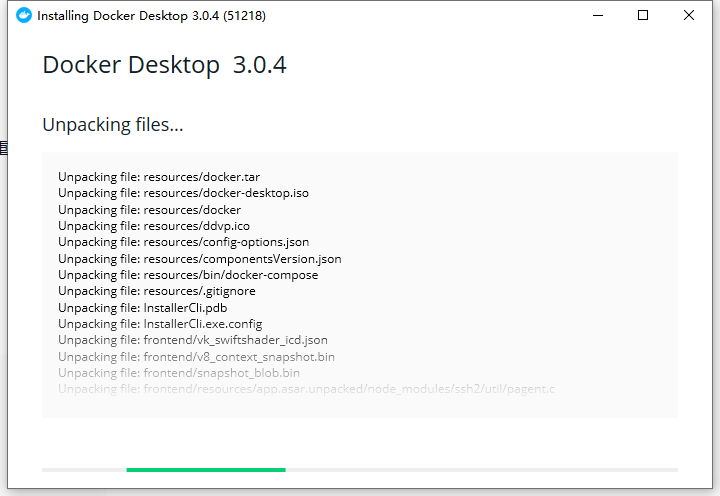 Installing Docker Desktop 3.0.4 (51218)
Docker Desktop 3.0.4
Unpacking files...
Unpacking file: resources/docker.tar
Unpacking file: resources/docker-desktop.iso
Unpacking file: resources/docker
Unpacking file: resources/ddvp.ico
Unpacking file: resources/config-options.json
Unpacking file: resources/componentsVersion.json
Unpacking file: resources/bin/docker-compose
Unpacking file: resources/.gitignore
Unpacking file: InstallerCli.pdb
Unpacking file: InstallerCli.exe.config
Unpacking file: frontend/vk_swiftshader_icd.json
Unpacking file: frontend/v8_context_snapshot.bin
Unpacking file: frontend/snapshot_blob.bin
Unpacking file: frontend/resources/app.asar.unpacked/node_modules/ssh2/util/pagent.c